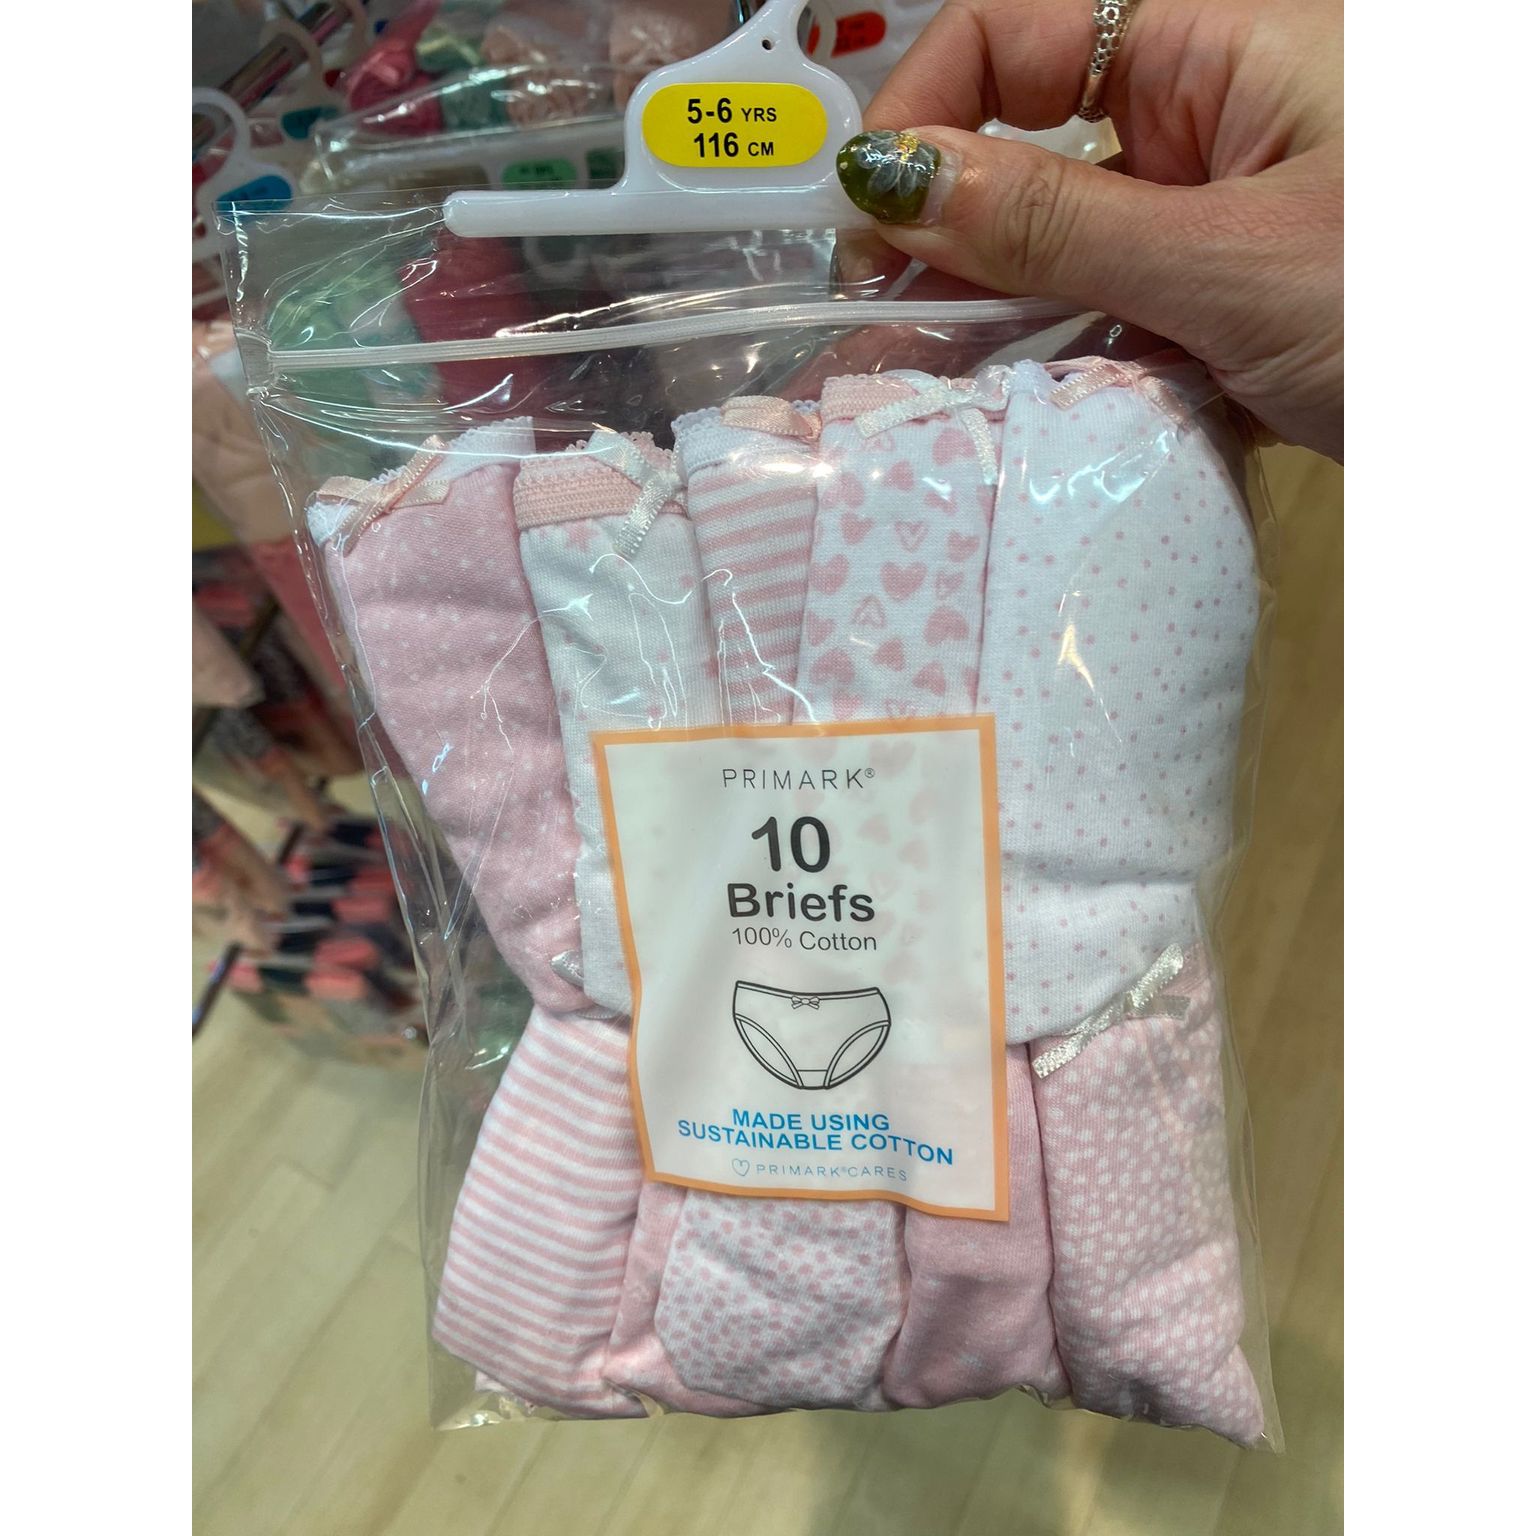 5-6 YRS
116 CM
PRIMARK®
10
Briefs
100% Cotton
MADE USING
SUSTAINABLE COTTON
PRIMARK®CARES